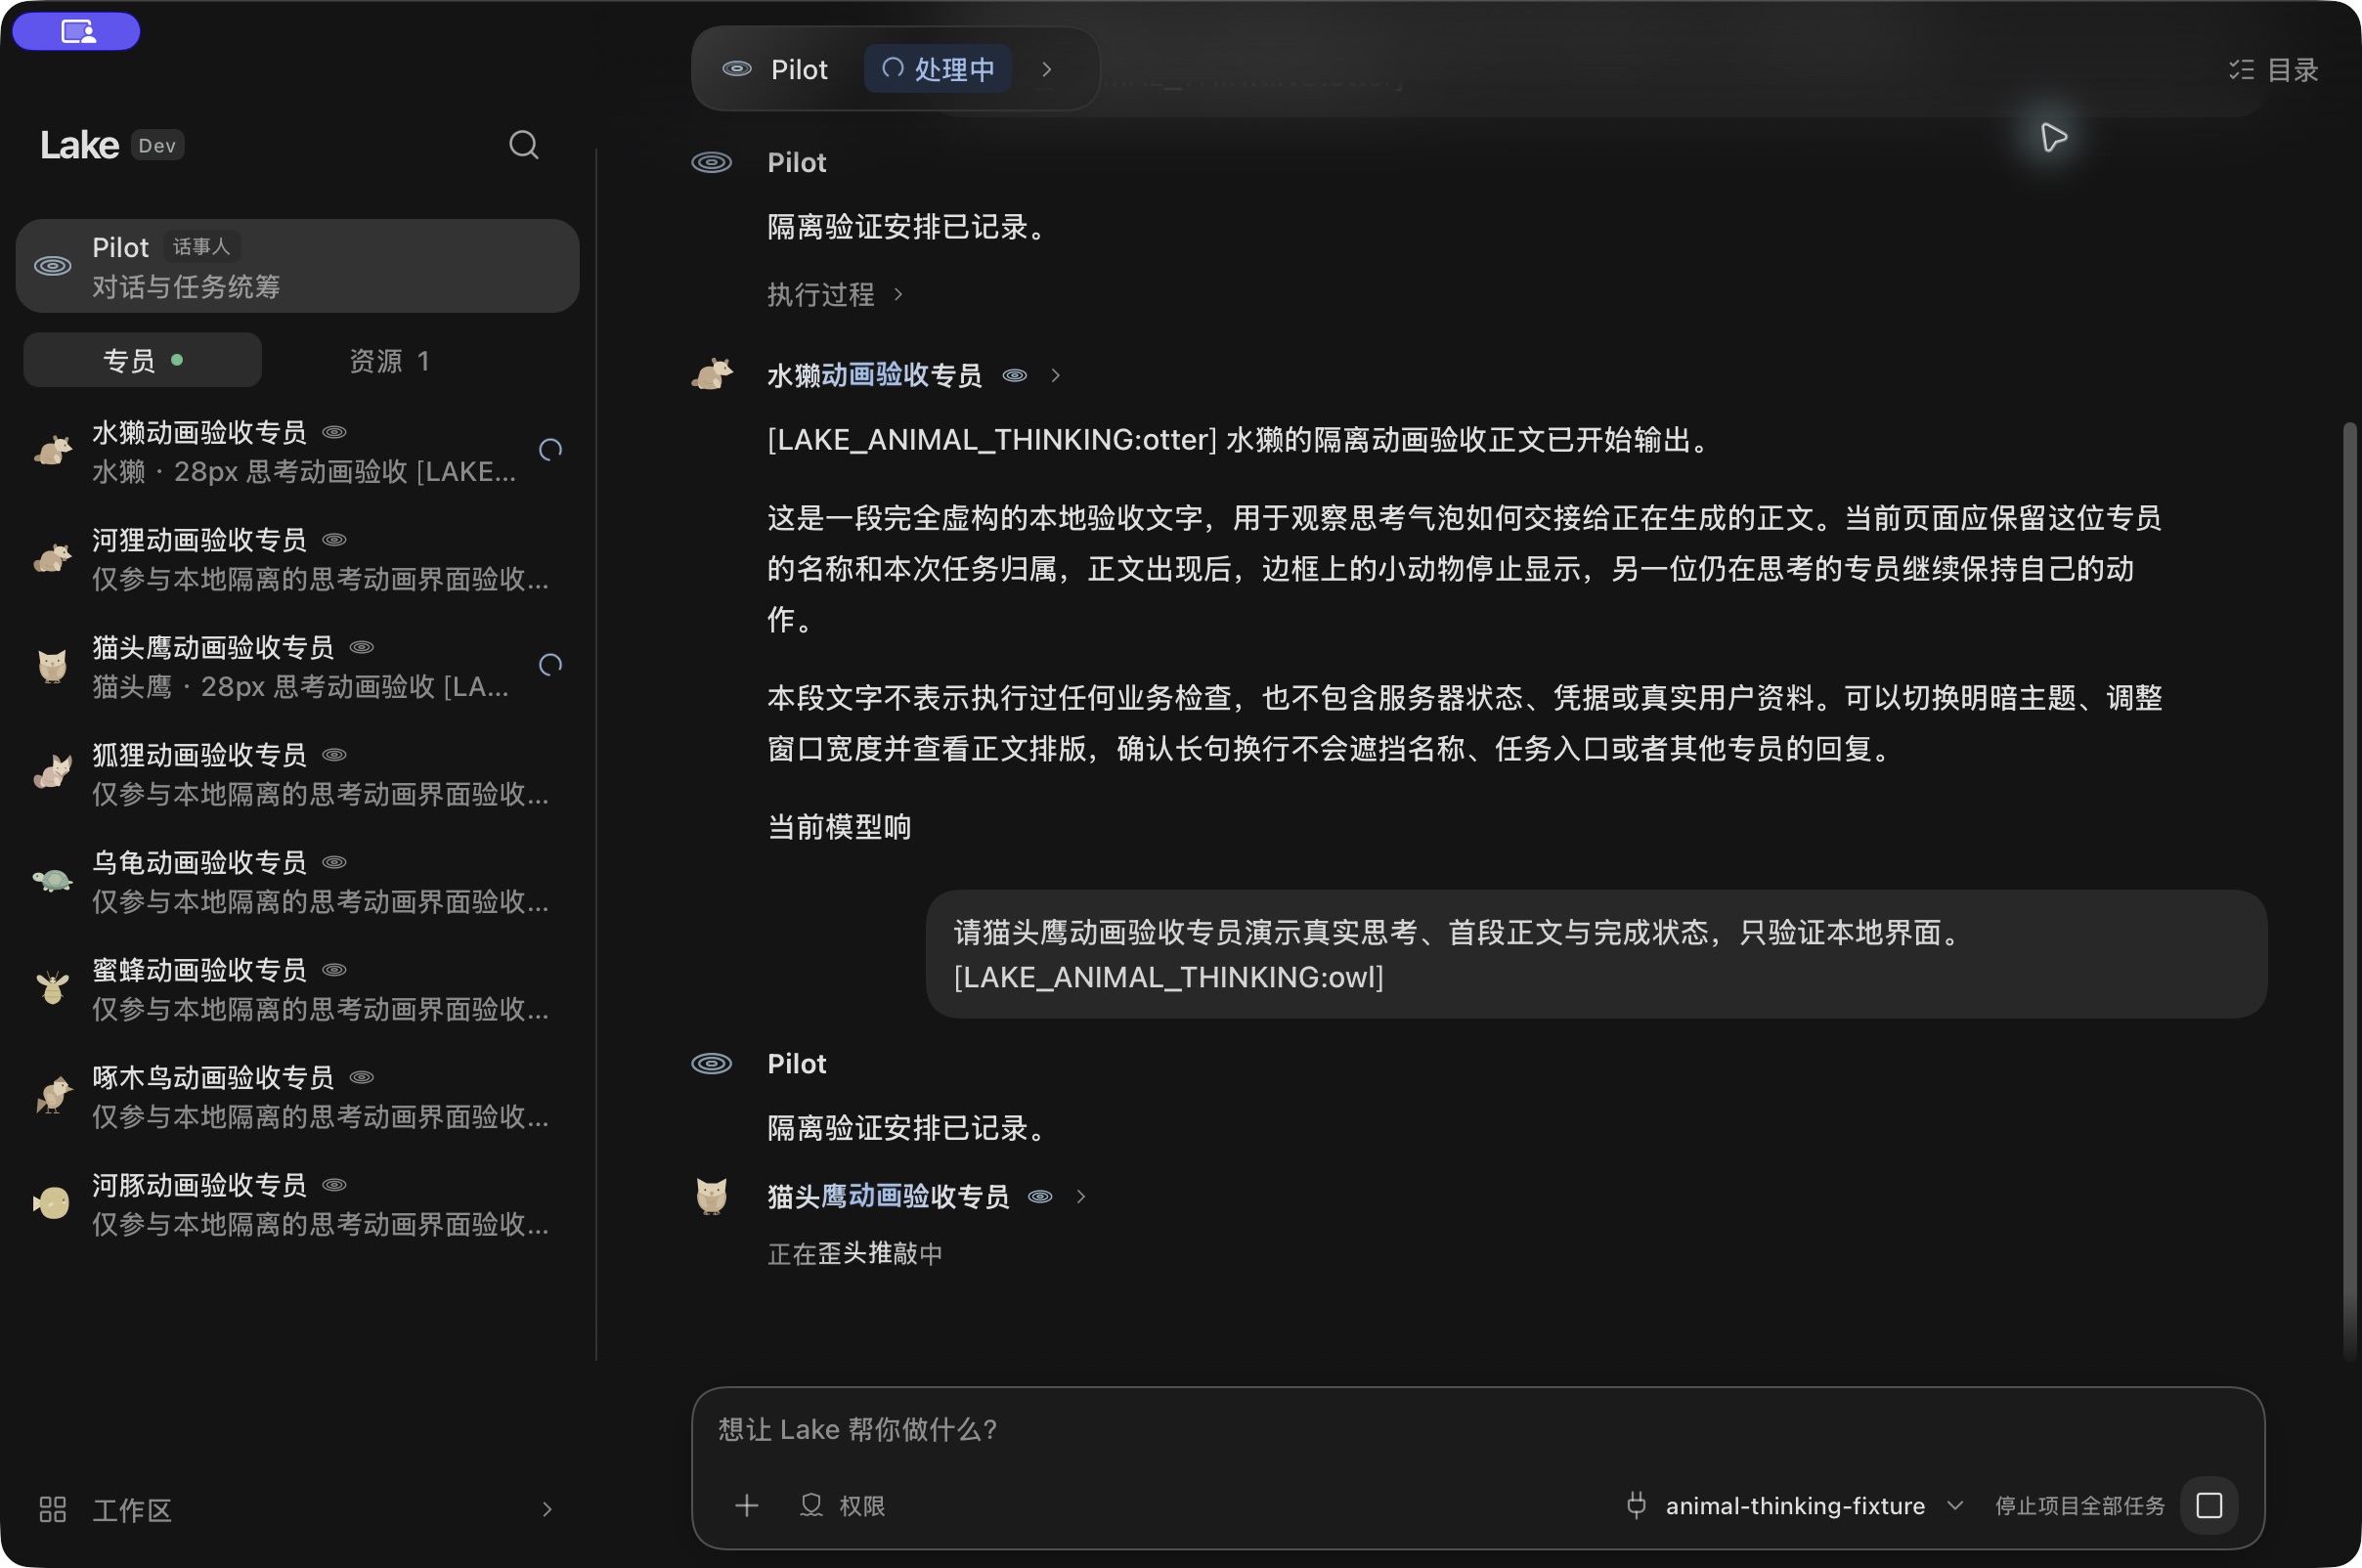 Pilot
处理中
目录
Lake
Dev
Pilot
话事人
对话与任务统筹
专员
资源 1
水獭动画验收专员
水獭 · 28px 思考动画验收 [LAKE...
河狸动画验收专员
仅参与本地隔离的思考动画界面验收...
猫头鹰动画验收专员
猫头鹰 · 28px 思考动画验收 [LA...
狐狸动画验收专员
仅参与本地隔离的思考动画界面验收...
乌龟动画验收专员
仅参与本地隔离的思考动画界面验收...
蜜蜂动画验收专员
仅参与本地隔离的思考动画界面验收...
啄木鸟动画验收专员
仅参与本地隔离的思考动画界面验收...
河豚动画验收专员
仅参与本地隔离的思考动画界面验收...
工作区
Pilot
隔离验证安排已记录。
执行过程
水獭动画验收专员
[LAKE_ANIMAL_THINKING:otter] 水獭的隔离动画验收正文已开始输出。
这是一段完全虚构的本地验收文字，用于观察思考气泡如何交接给正在生成的正文。当前页面应保留这位专员
的名称和本次任务归属，正文出现后，边框上的小动物停止显示，另一位仍在思考的专员继续保持自己的动
作。
本段文字不表示执行过任何业务检查，也不包含服务器状态、凭据或真实用户资料。可以切换明暗主题、调整
窗口宽度并查看正文排版，确认长句换行不会遮挡名称、任务入口或者其他专员的回复。
当前模型响
请猫头鹰动画验收专员演示真实思考、首段正文与完成状态，只验证本地界面。
[LAKE_ANIMAL_THINKING:owl]
Pilot
隔离验证安排已记录。
猫头鹰动画验收专员
正在歪头推敲中
想让 Lake 帮你做什么?
权限
animal-thinking-fixture
停止项目全部任务